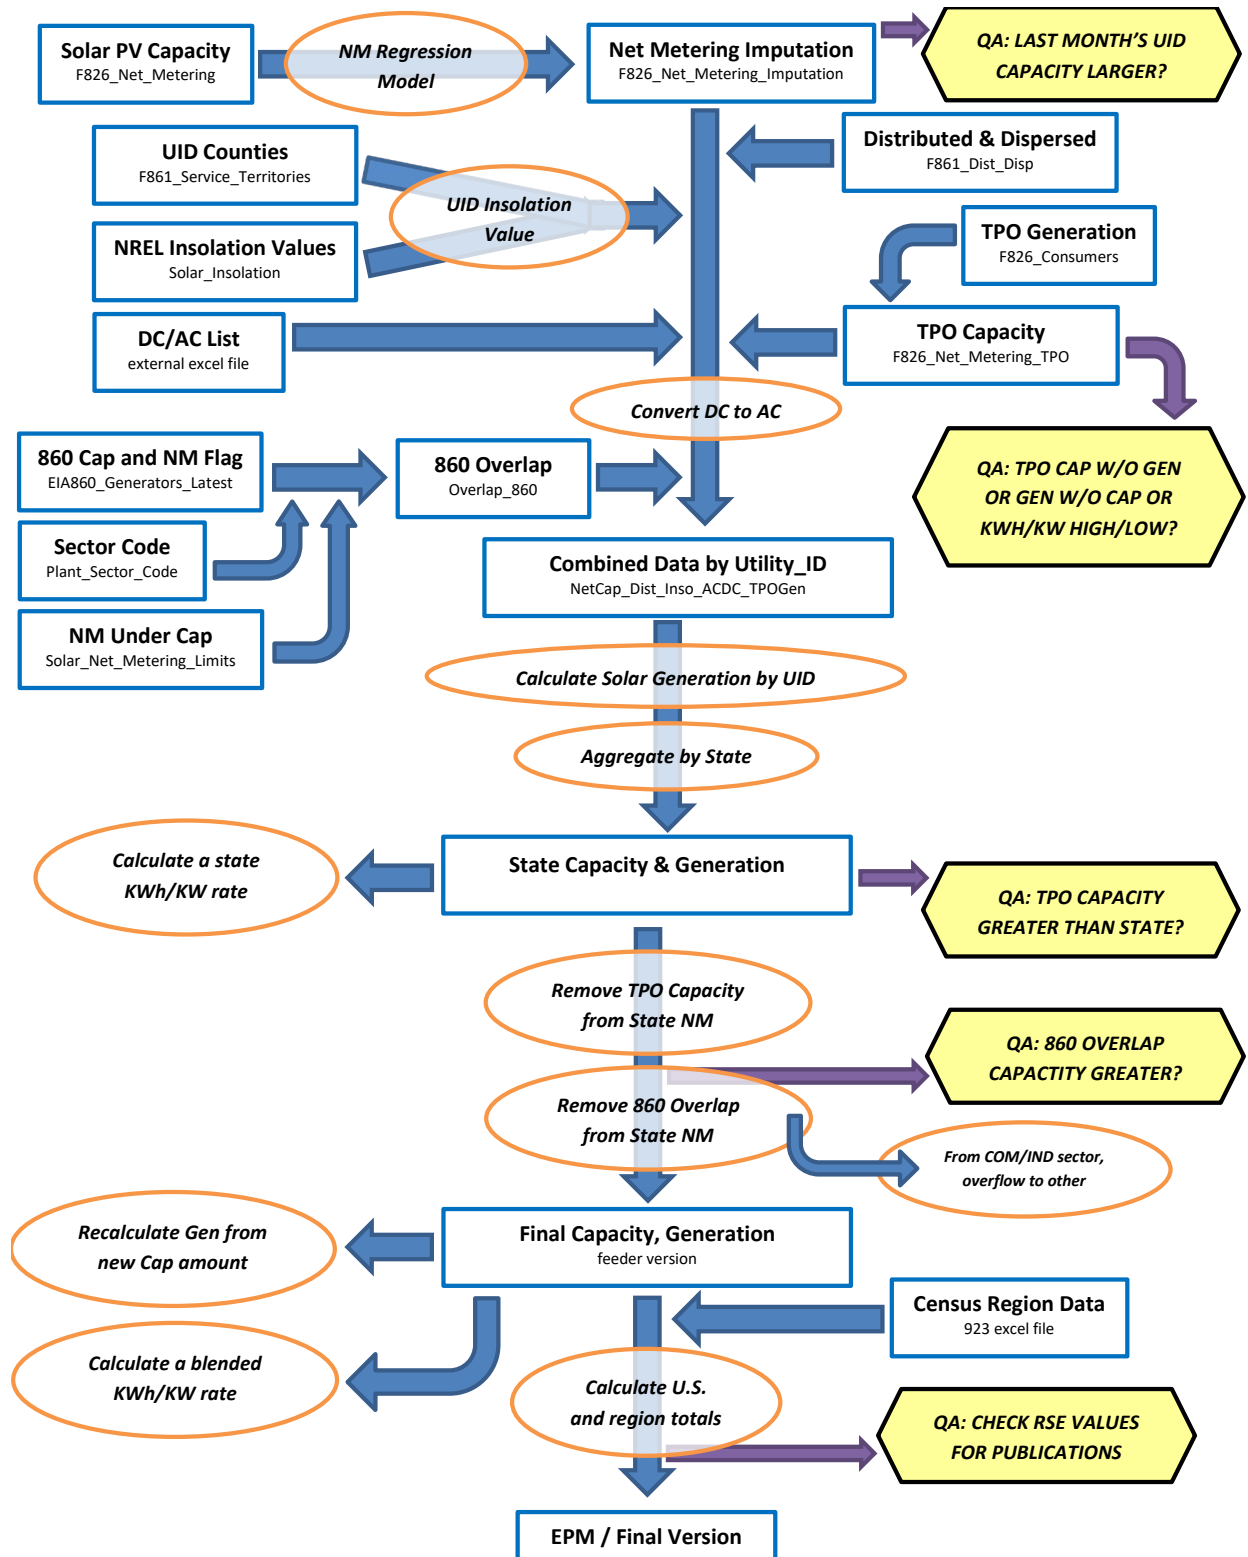 Solar PV Capacity
F826_Net_Metering
NM Regression
Model
Net Metering Imputation
F826_Net_Metering_Imputation
QA: LAST MONTH'S UID
CAPACITY LARGER?
UID Counties
F861_Service_Territories
Distributed & Dispersed
F861_Dist_Disp
UID Insolation
Value
NREL Insolation Values
Solar_Insolation
TPO Generation
F826_Consumers
DC/AC List
external excel file
TPO Capacity
F826_Net_Metering_TPO
Convert DC to AC
860 Cap and NM Flag
EIA860_Generators_Latest
860 Overlap
Overlap_860
QA: TPO CAP W/O GEN
OR GEN W/O CAP OR
KWH/KW HIGH/LOW?
Sector Code
Plant_Sector_Code
Combined Data by Utility_ID
NetCap_Dist_Inso_ACDC_TPOGen
NM Under Cap
Solar_Net_Metering_Limits
Calculate Solar Generation by UID
Aggregate by State
Calculate a state
KWh/KW rate
State Capacity & Generation
QA: TPO CAPACITY
GREATER THAN STATE?
Remove TPO Capacity
from State NM
QA: 860 OVERLAP
CAPACTITY GREATER?
Remove 860 Overlap
from State NM
From COM/IND sector,
overflow to other
Recalculate Gen from
new Cap amount
Final Capacity, Generation
feeder version
Census Region Data
923 excel file
Calculate a blended
KWh/KW rate
Calculate U.S.
and region totals
QA: CHECK RSE VALUES
FOR PUBLICATIONS
EPM / Final Version